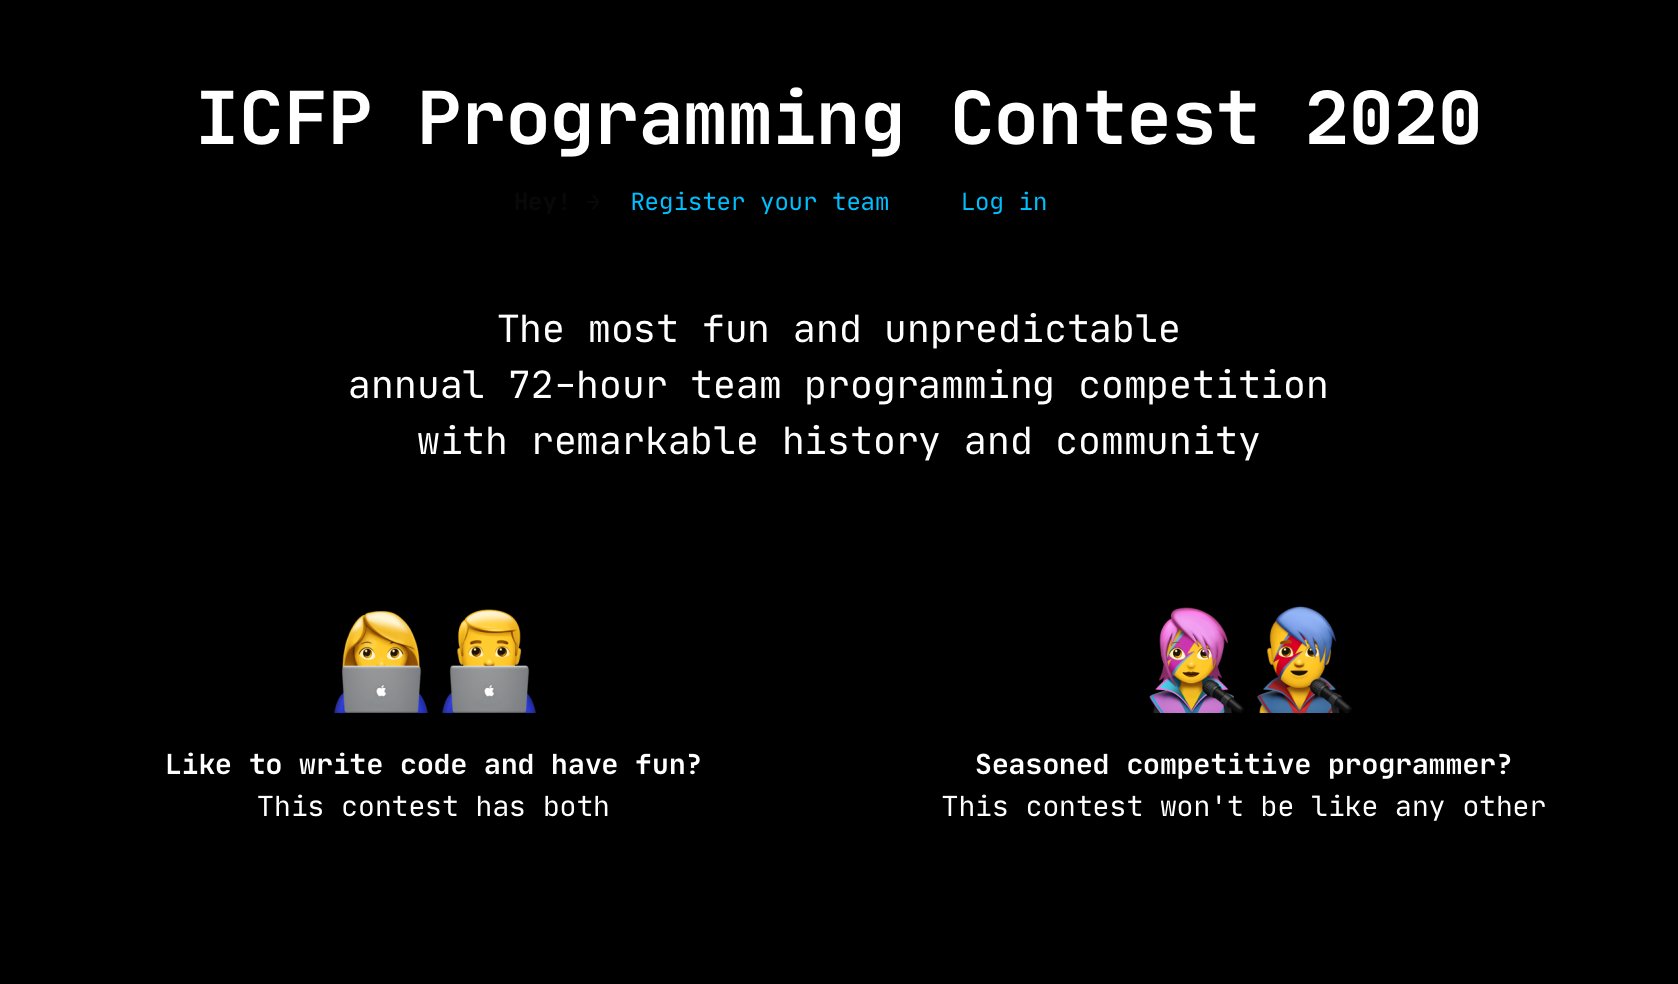 ICFP Programming Contest 2020
Hey! → Register your team Log in
The most fun and unpredictable
annual 72-hour team programming competition
with remarkable history and community
Like to write code and have fun?
This contest has both
Seasoned competitive programmer?
This contest won't be like any other